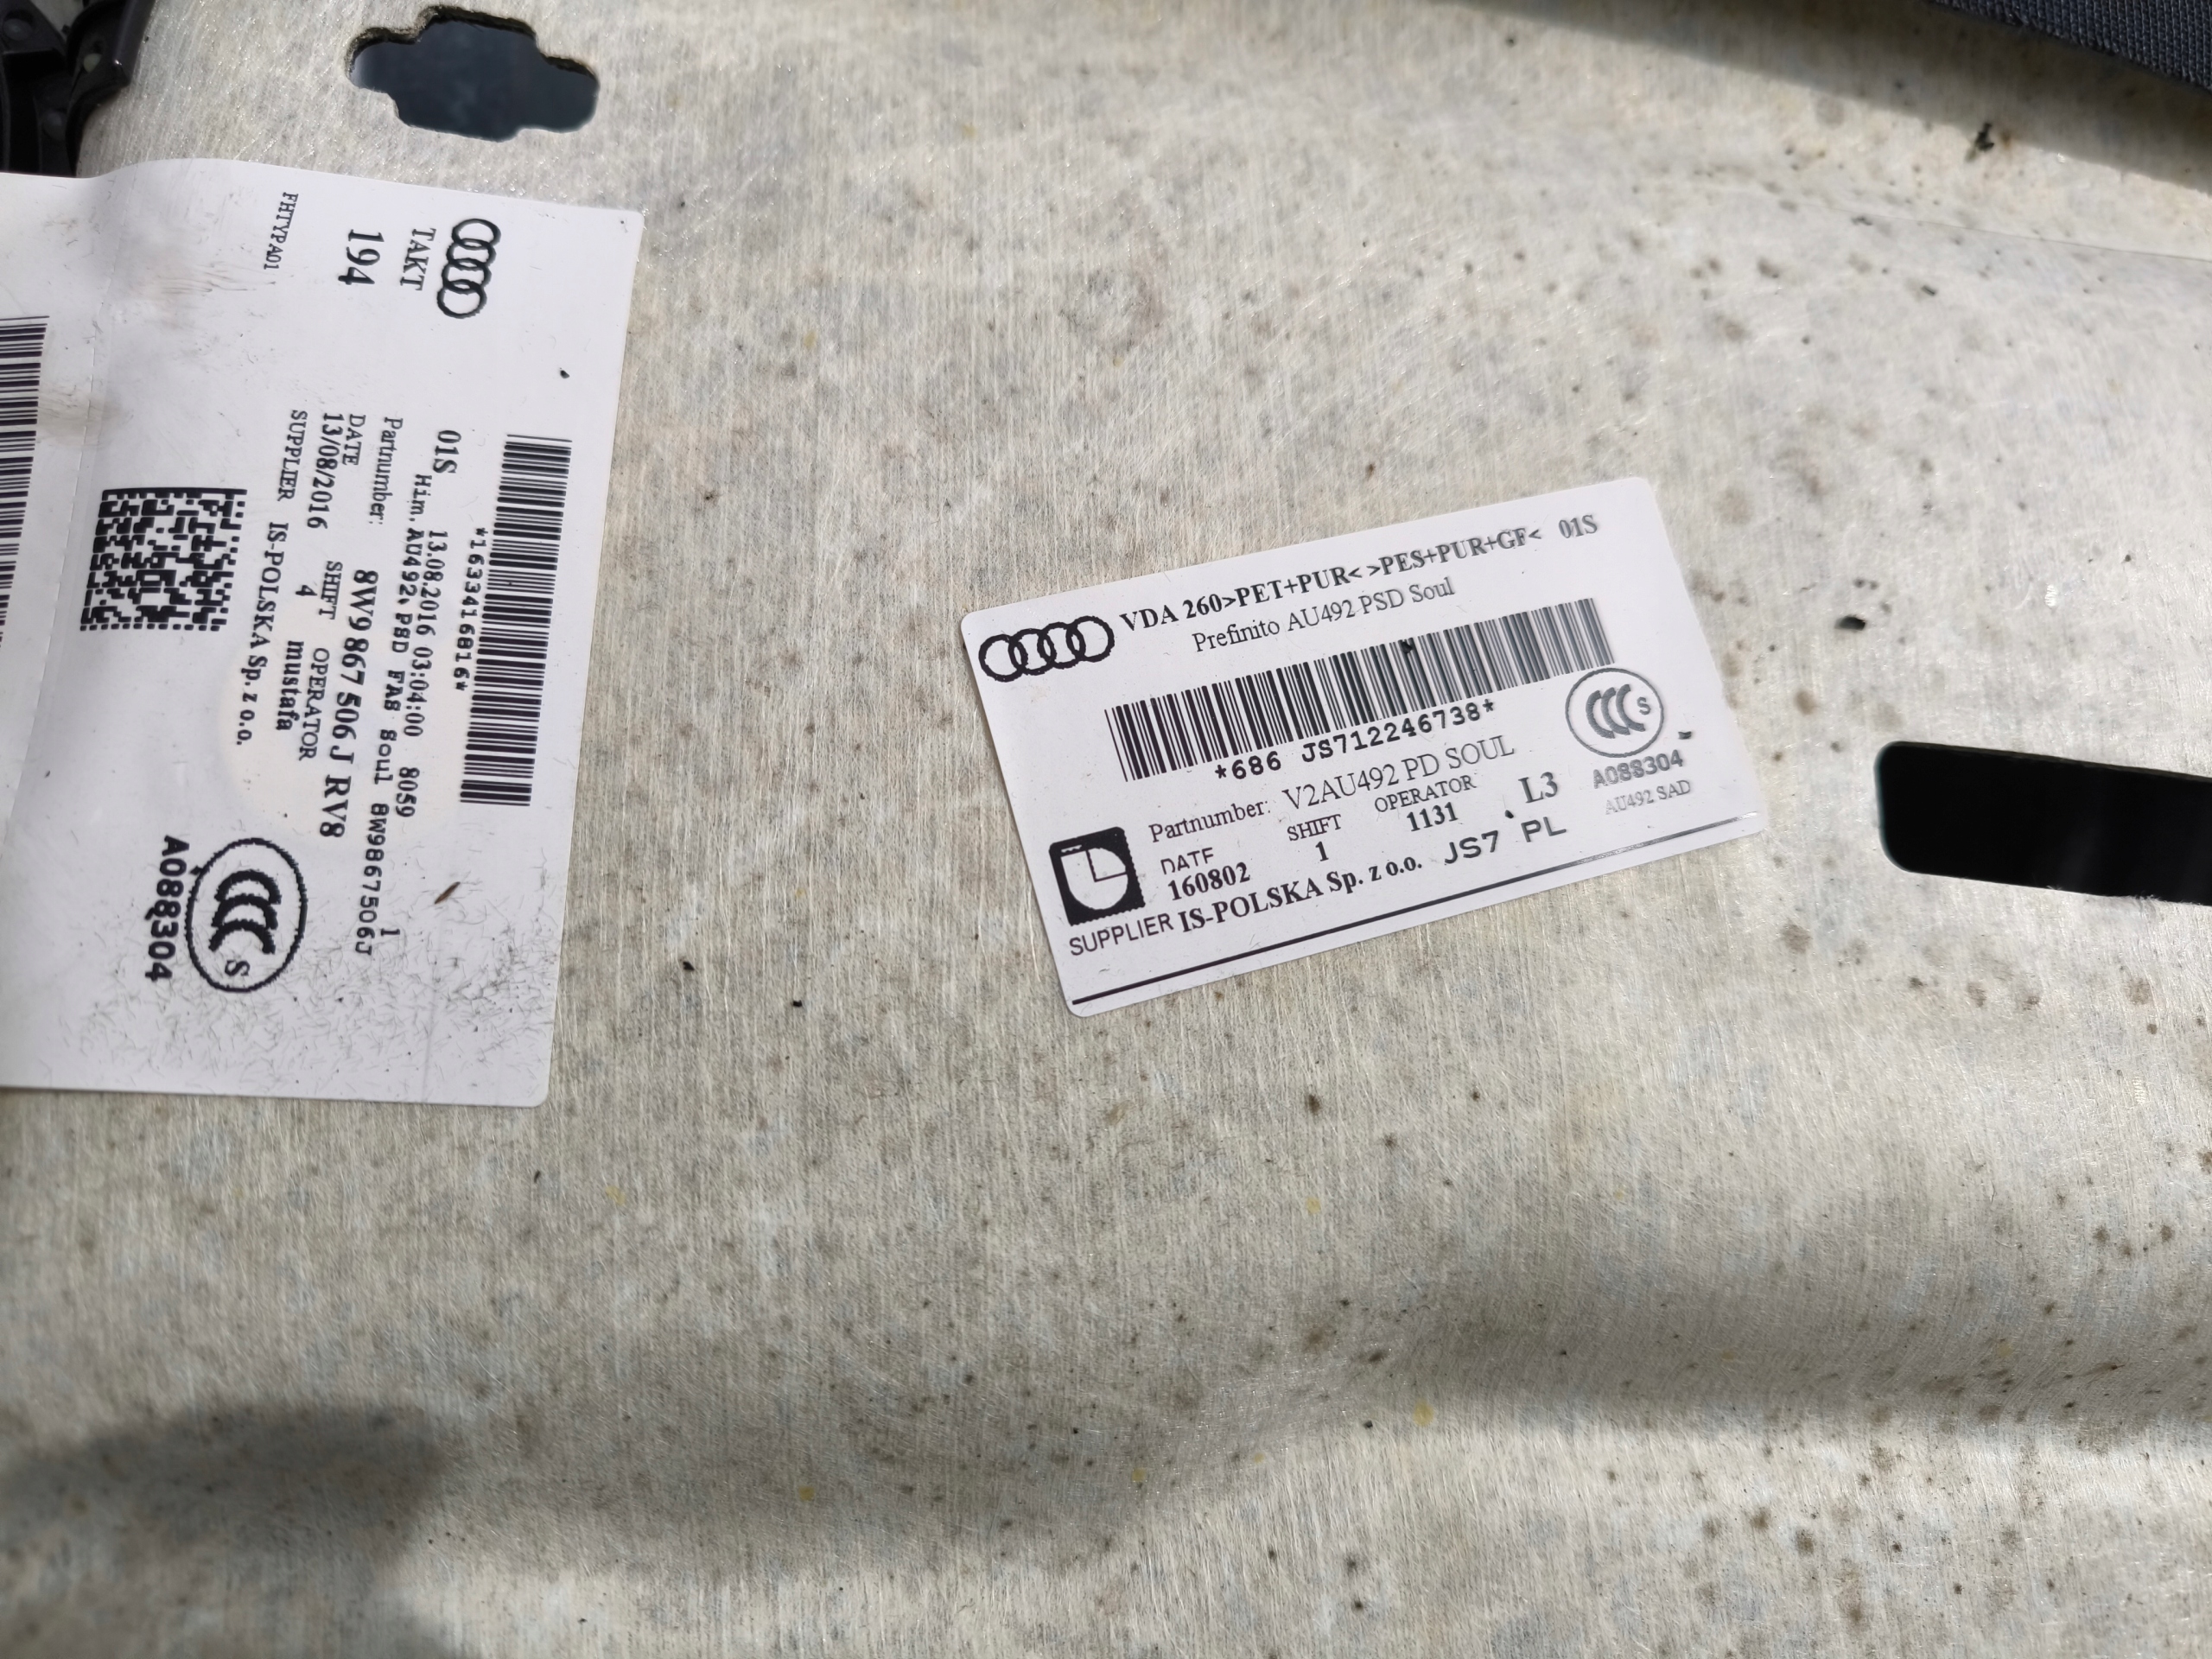 TAKT
194
FHTYPA01
*1633416816*
01S 13.08.2016 03:04:00 8059
Him. AU492, PSD FAB Soul 8W9867506J
Partnumber: 8W9 867 506 J RV8 1
DATE SHIFT OPERATOR
13/08/2016 4 mustafa
SUPPLIER IS-POLSKA Sp. z o.o.
S
A088304
VDA 260>PET+PUR< >PES+PUR+GF< 01S
Prefinito AU492 PSD Soul
*686 JS712246738*
S
A088304
AU492 SAD
Partnumber: V2AU492 PD SOUL
DATE SHIFT OPERATOR L3
160802 1 1131
SUPPLIER IS-POLSKA Sp. z o.o. JS7 PL